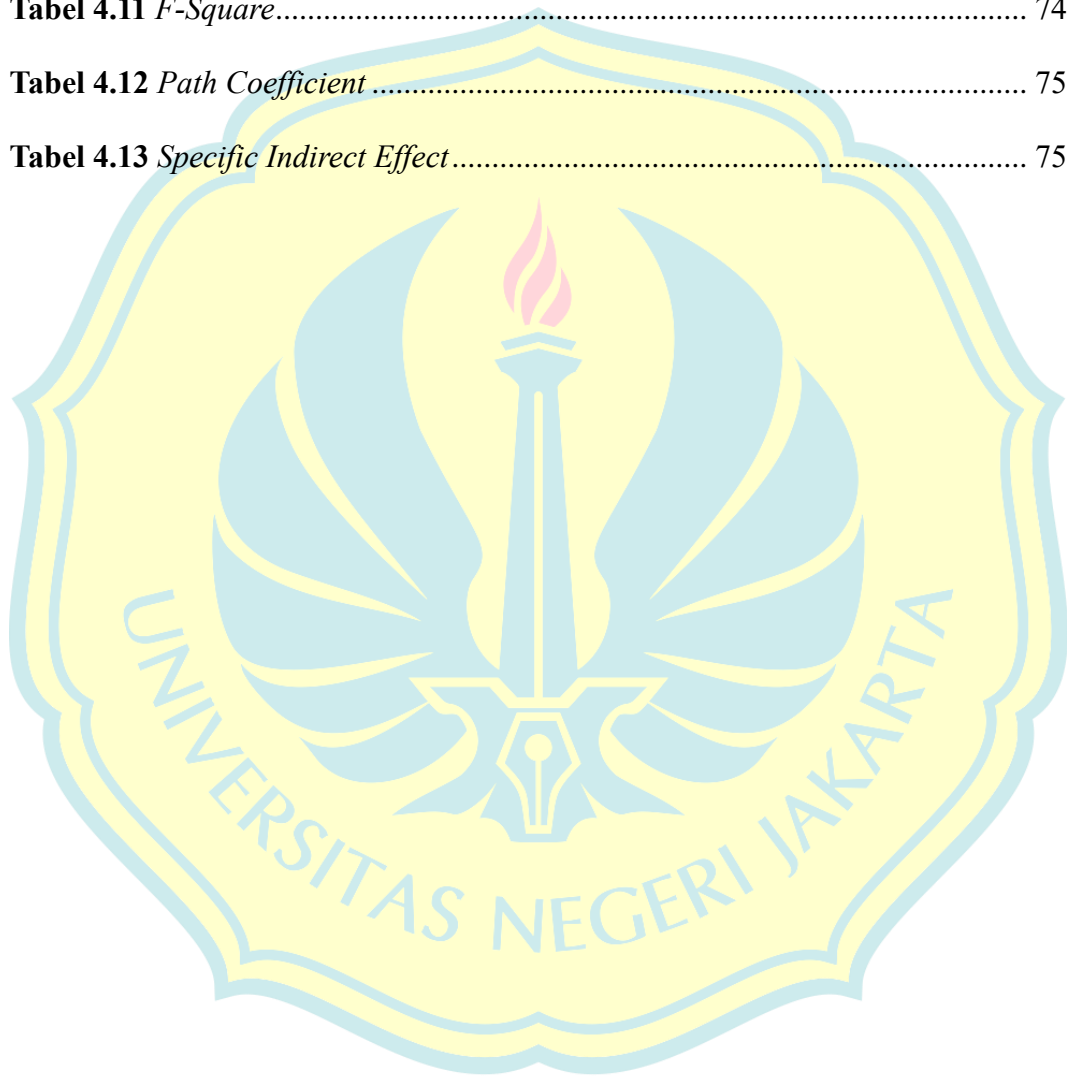 Tabel 4.11 F-Square........................................................................................................ 74
Tabel 4.12 Path Coefficient ............................................................................................ 75
Tabel 4.13 Specific Indirect Effect.................................................................................. 75
UNIVERSITAS NEGERI JAKARTA